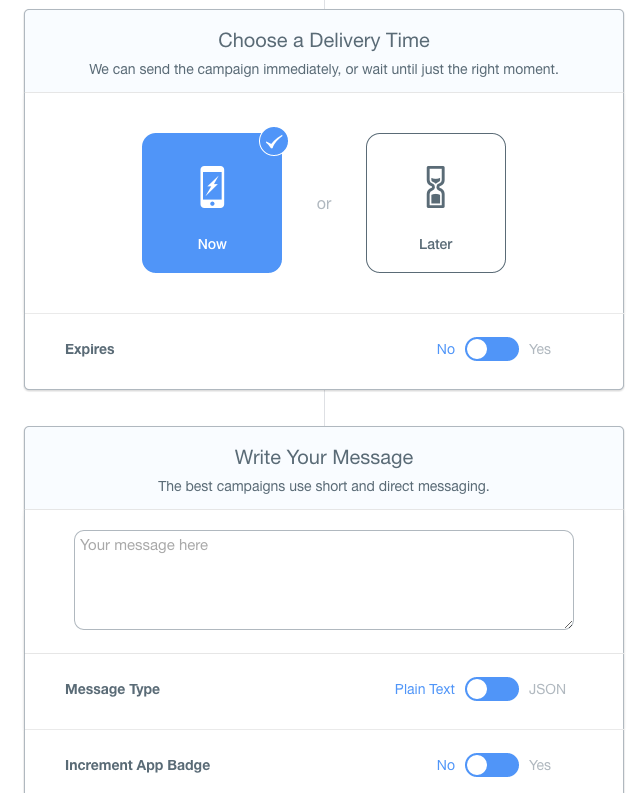 Choose a Delivery Time
We can send the campaign immediately, or wait until just the right moment.
Now
or
Later
Expires
No
Yes
Write Your Message
The best campaigns use short and direct messaging.
Your message here
Message Type
Plain Text
JSON
Increment App Badge
No
Yes